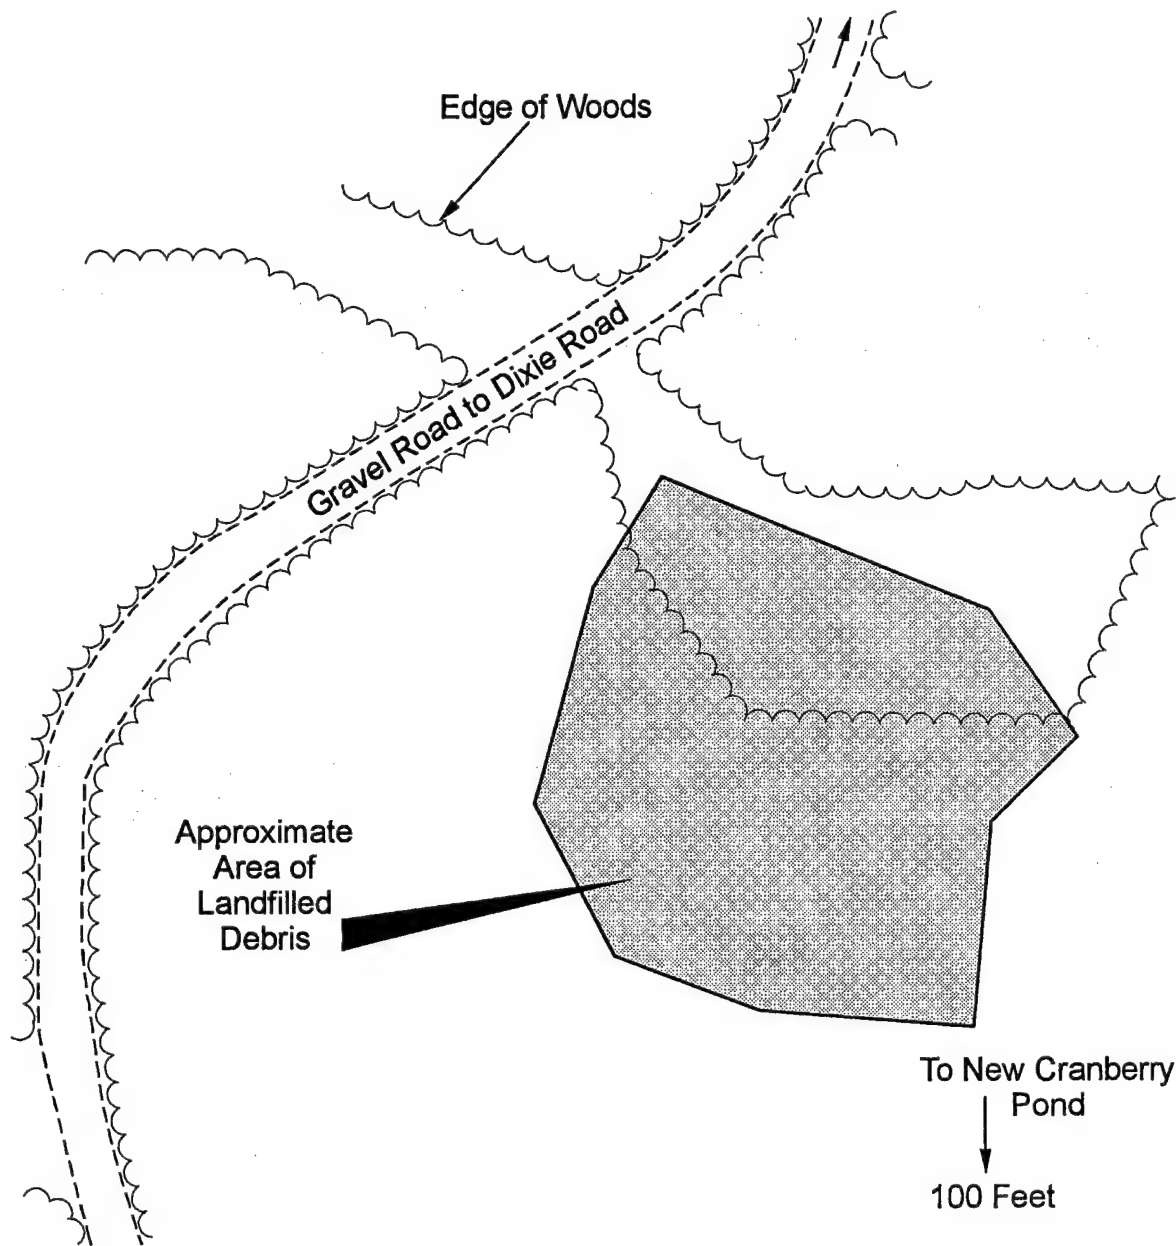 Edge of Woods
Gravel Road to Dixie Road
Approximate
Area of
Landfilled
Debris
To New Cranberry
Pond
100 Feet